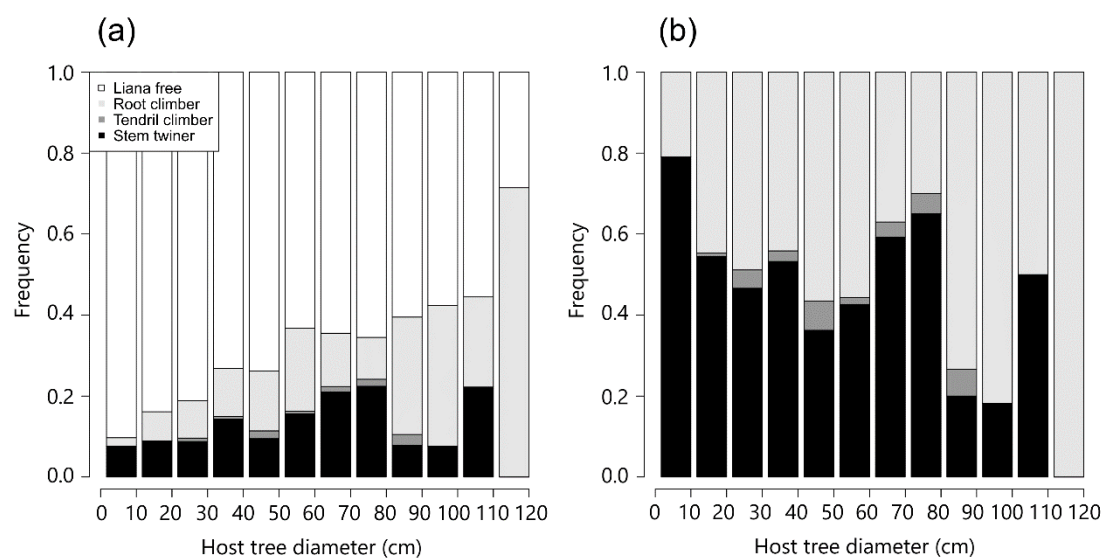 (a)
(b)
1.0
0.8
0.6
0.4
0.2
0.0
Frequency
Liana free
Root climber
Tendril climber
Stem twiner
0 10 20 30 40 50 60 70 80 90 100 110 120
Host tree diameter (cm)
1.0
0.8
0.6
0.4
0.2
0.0
Frequency
0 10 20 30 40 50 60 70 80 90 100 110 120
Host tree diameter (cm)